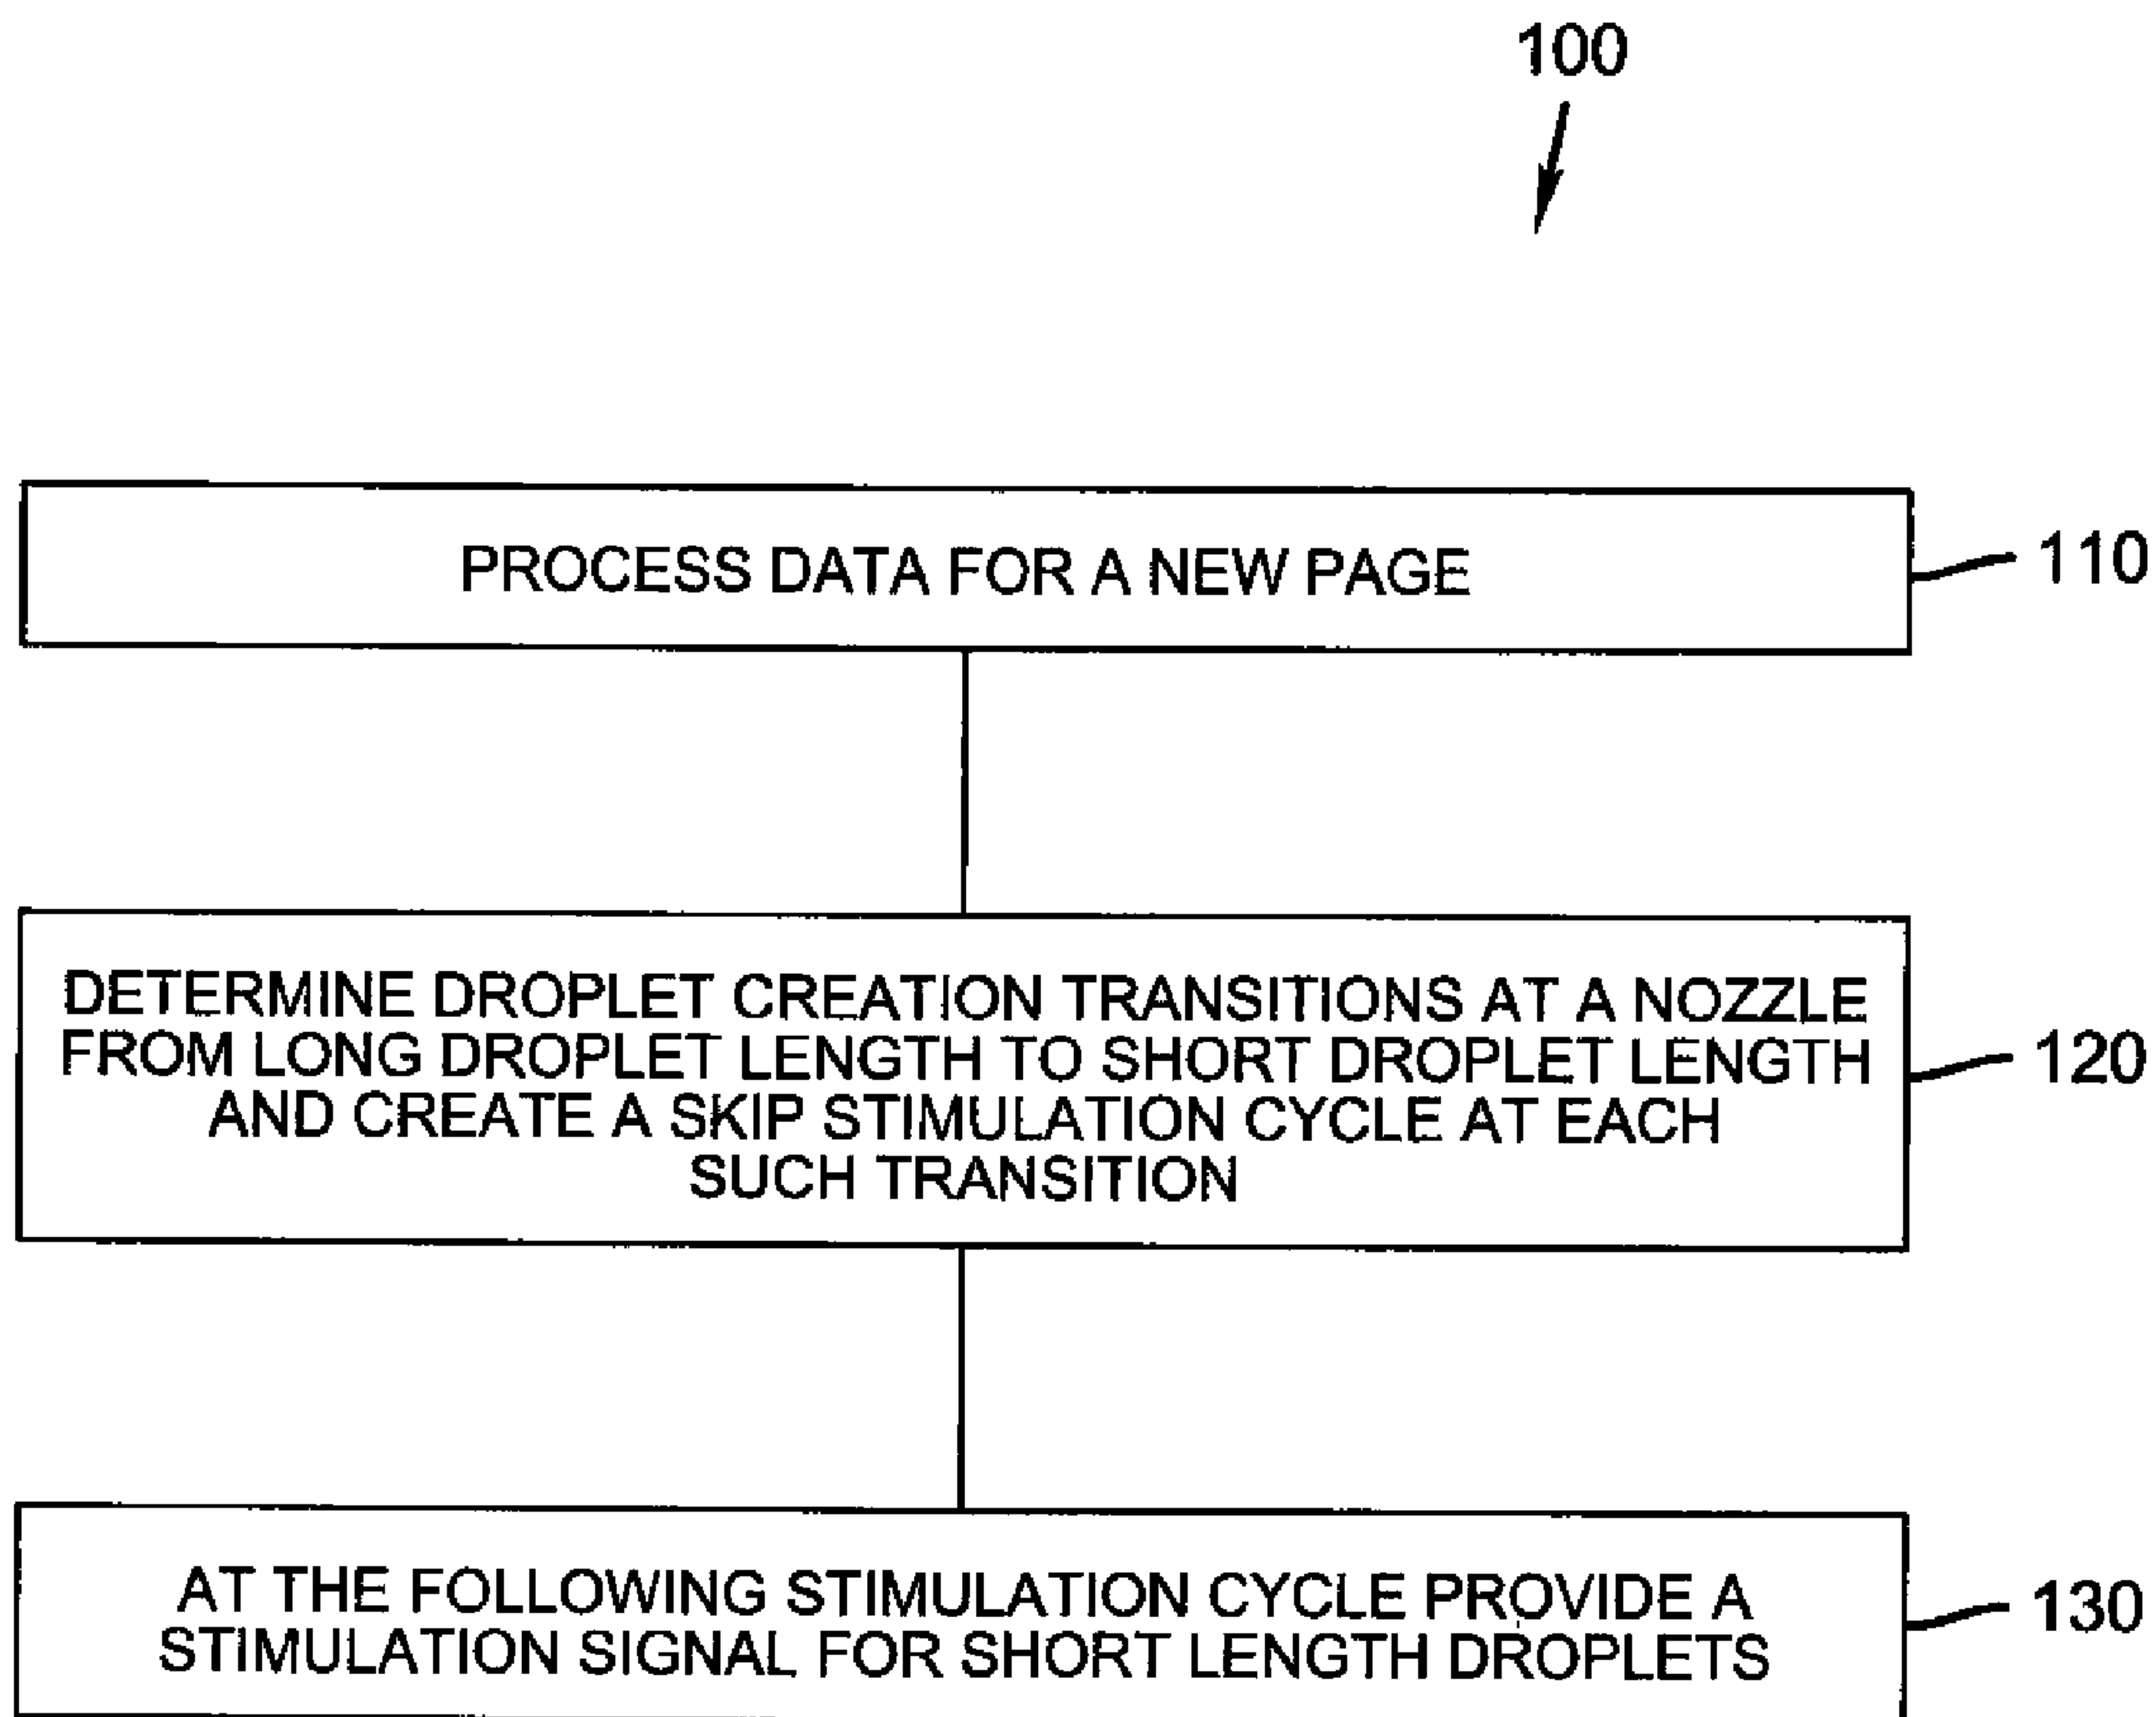 100
PROCESS DATA FOR A NEW PAGE
110
DETERMINE DROPLET CREATION TRANSITIONS AT A NOZZLE
FROM LONG DROPLET LENGTH TO SHORT DROPLET LENGTH
AND CREATE A SKIP STIMULATION CYCLE AT EACH
SUCH TRANSITION
120
AT THE FOLLOWING STIMULATION CYCLE PROVIDE A
STIMULATION SIGNAL FOR SHORT LENGTH DROPLETS
130